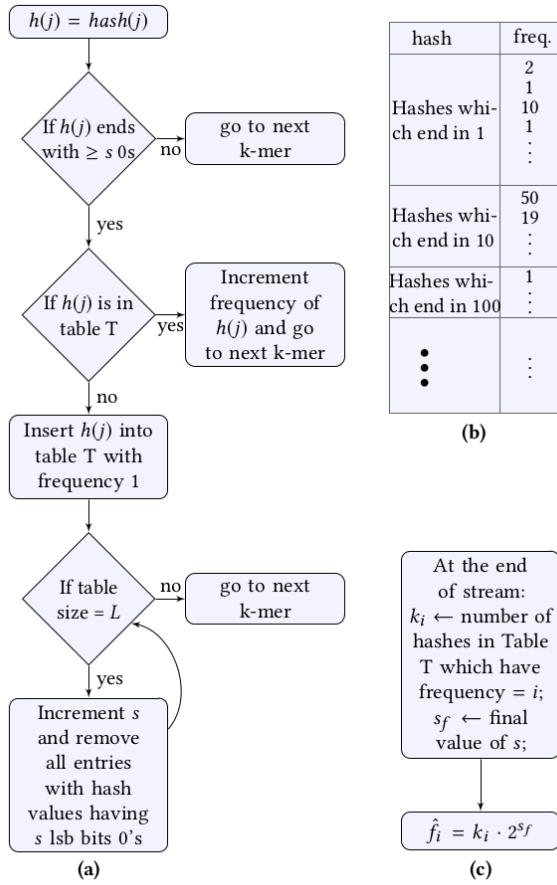 h(j) = hash(j)
If h(j) ends
with ≥ s 0s
no
go to next
k-mer
yes
If h(j) is in
table T
yes
Increment
frequency of
h(j) and go
to next k-mer
no
Insert h(j) into
table T with
frequency 1
If table
size = L
no
go to next
k-mer
yes
Increment s
and remove
all entries
with hash
values having
s lsb bits 0's
(a)
hash freq.
Hashes whi-
ch end in 1
2
1
10
1
Hashes whi-
ch end in 10
50
19
Hashes whi-
ch end in 100
1
(b)
At the end
of stream:
k_i ← number of
hashes in Table
T which have
frequency = i;
s_f ← final
value of s;
f̂_i = k_i · 2^{s_f}
(c)